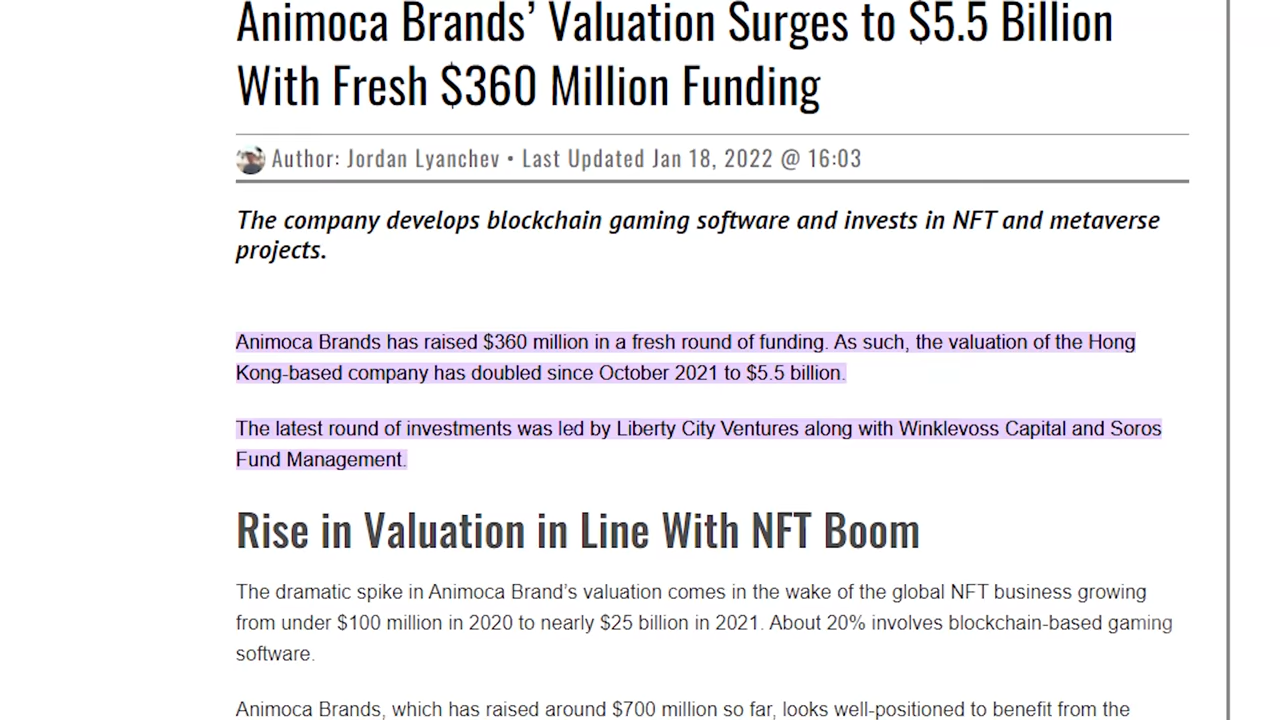 Animoca Brands’ Valuation Surges to $5.5 Billion
With Fresh $360 Million Funding
Author: Jordan Lyanchev • Last Updated Jan 18, 2022 @ 16:03
The company develops blockchain gaming software and invests in NFT and metaverse
projects.
Animoca Brands has raised $360 million in a fresh round of funding. As such, the valuation of the Hong
Kong-based company has doubled since October 2021 to $5.5 billion.
The latest round of investments was led by Liberty City Ventures along with Winklevoss Capital and Soros
Fund Management.
Rise in Valuation in Line With NFT Boom
The dramatic spike in Animoca Brand’s valuation comes in the wake of the global NFT business growing
from under $100 million in 2020 to nearly $25 billion in 2021. About 20% involves blockchain-based gaming
software.
Animoca Brands, which has raised around $700 million so far, looks well-positioned to benefit from the